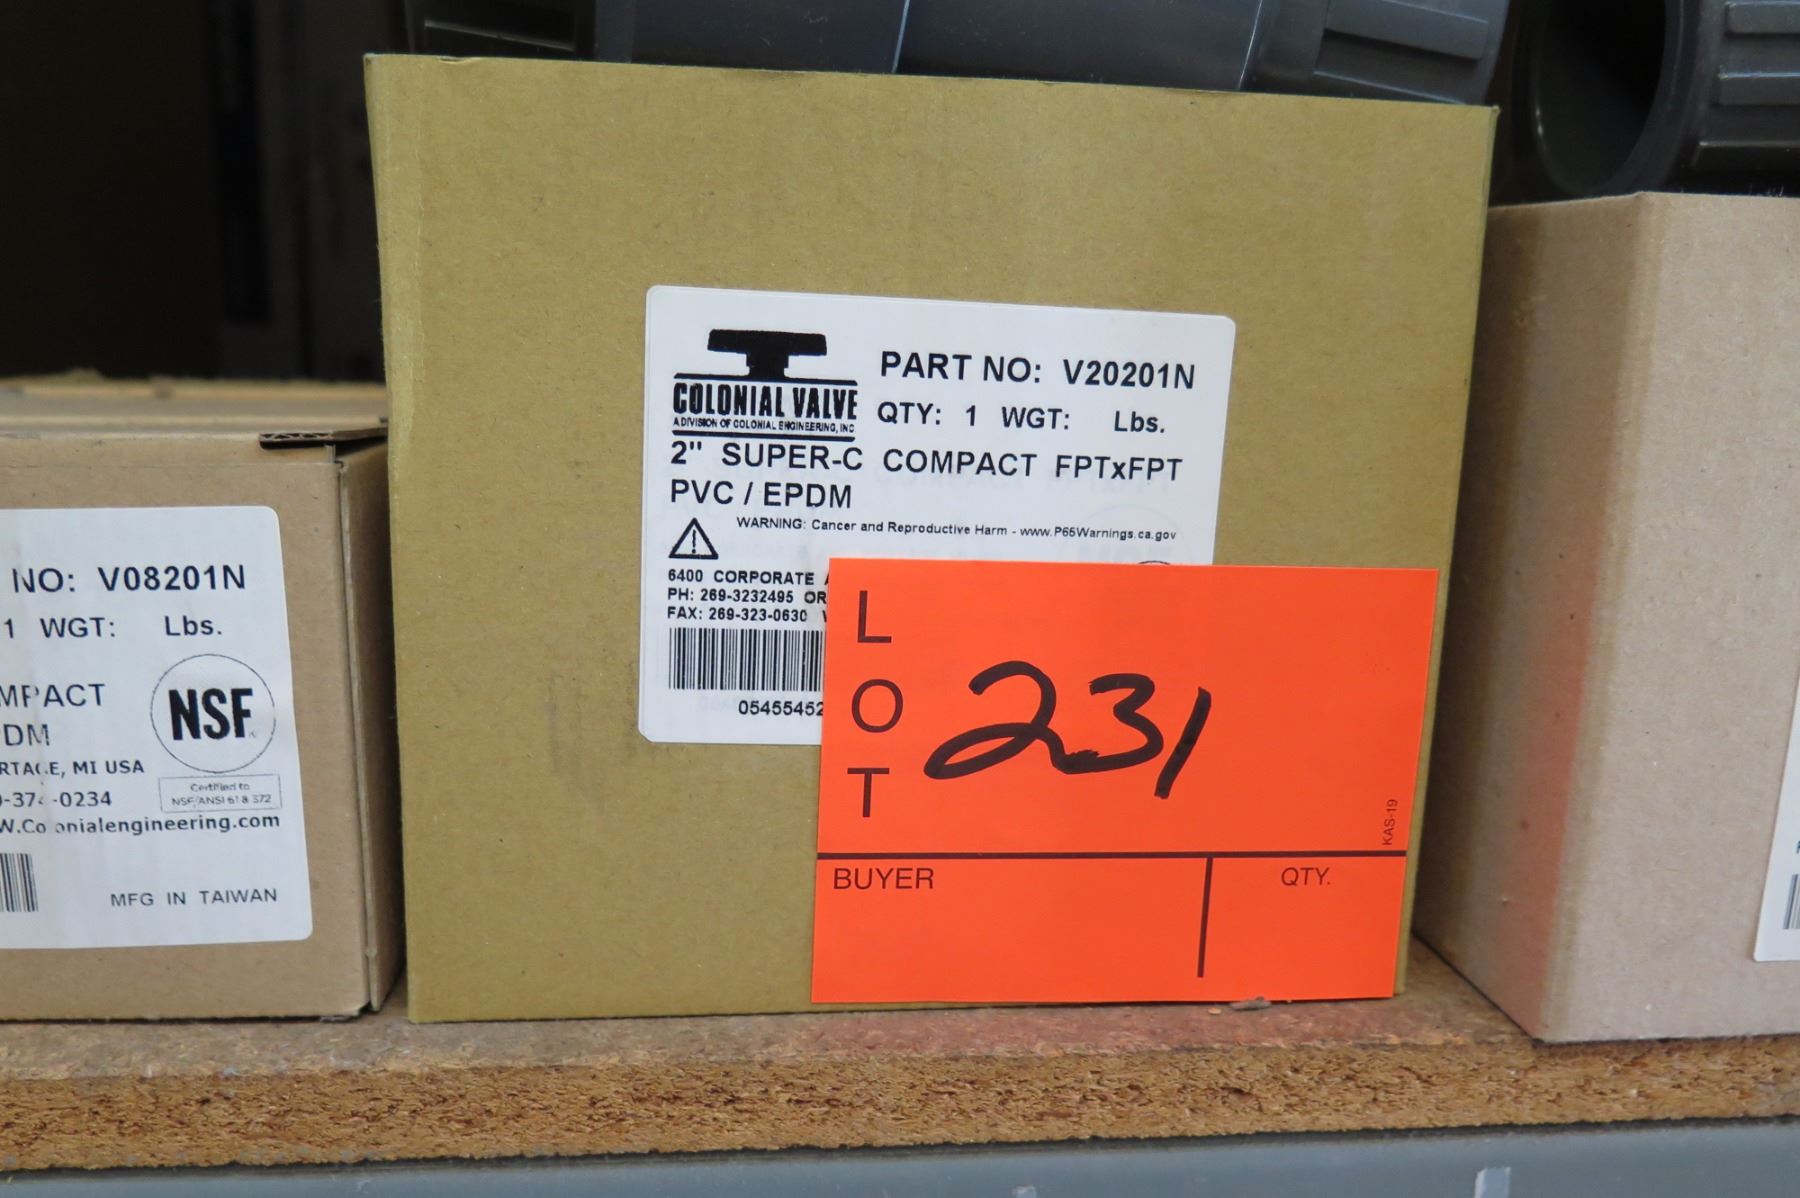 COLONIAL VALVE
A DIVISION OF COLONIAL ENGINEERING, INC
PART NO: V20201N
QTY: 1 WGT: Lbs.
2" SUPER-C COMPACT FPTxFPT
PVC / EPDM
WARNING: Cancer and Reproductive Harm - www.P65Warnings.ca.gov
6400 CORPORATE
PH: 269-3232495 OR
FAX: 269-323-0630
05455452
LOT
231
KAS-19
BUYER QTY.
NO: V08201N
1 WGT: Lbs.
MPACT
PDM
NSF
RTAGE, MI USA
Certified to
-374-0234
NSF/ANSI 61 & 372
W.Colonialengineering.com
MFG IN TAIWAN